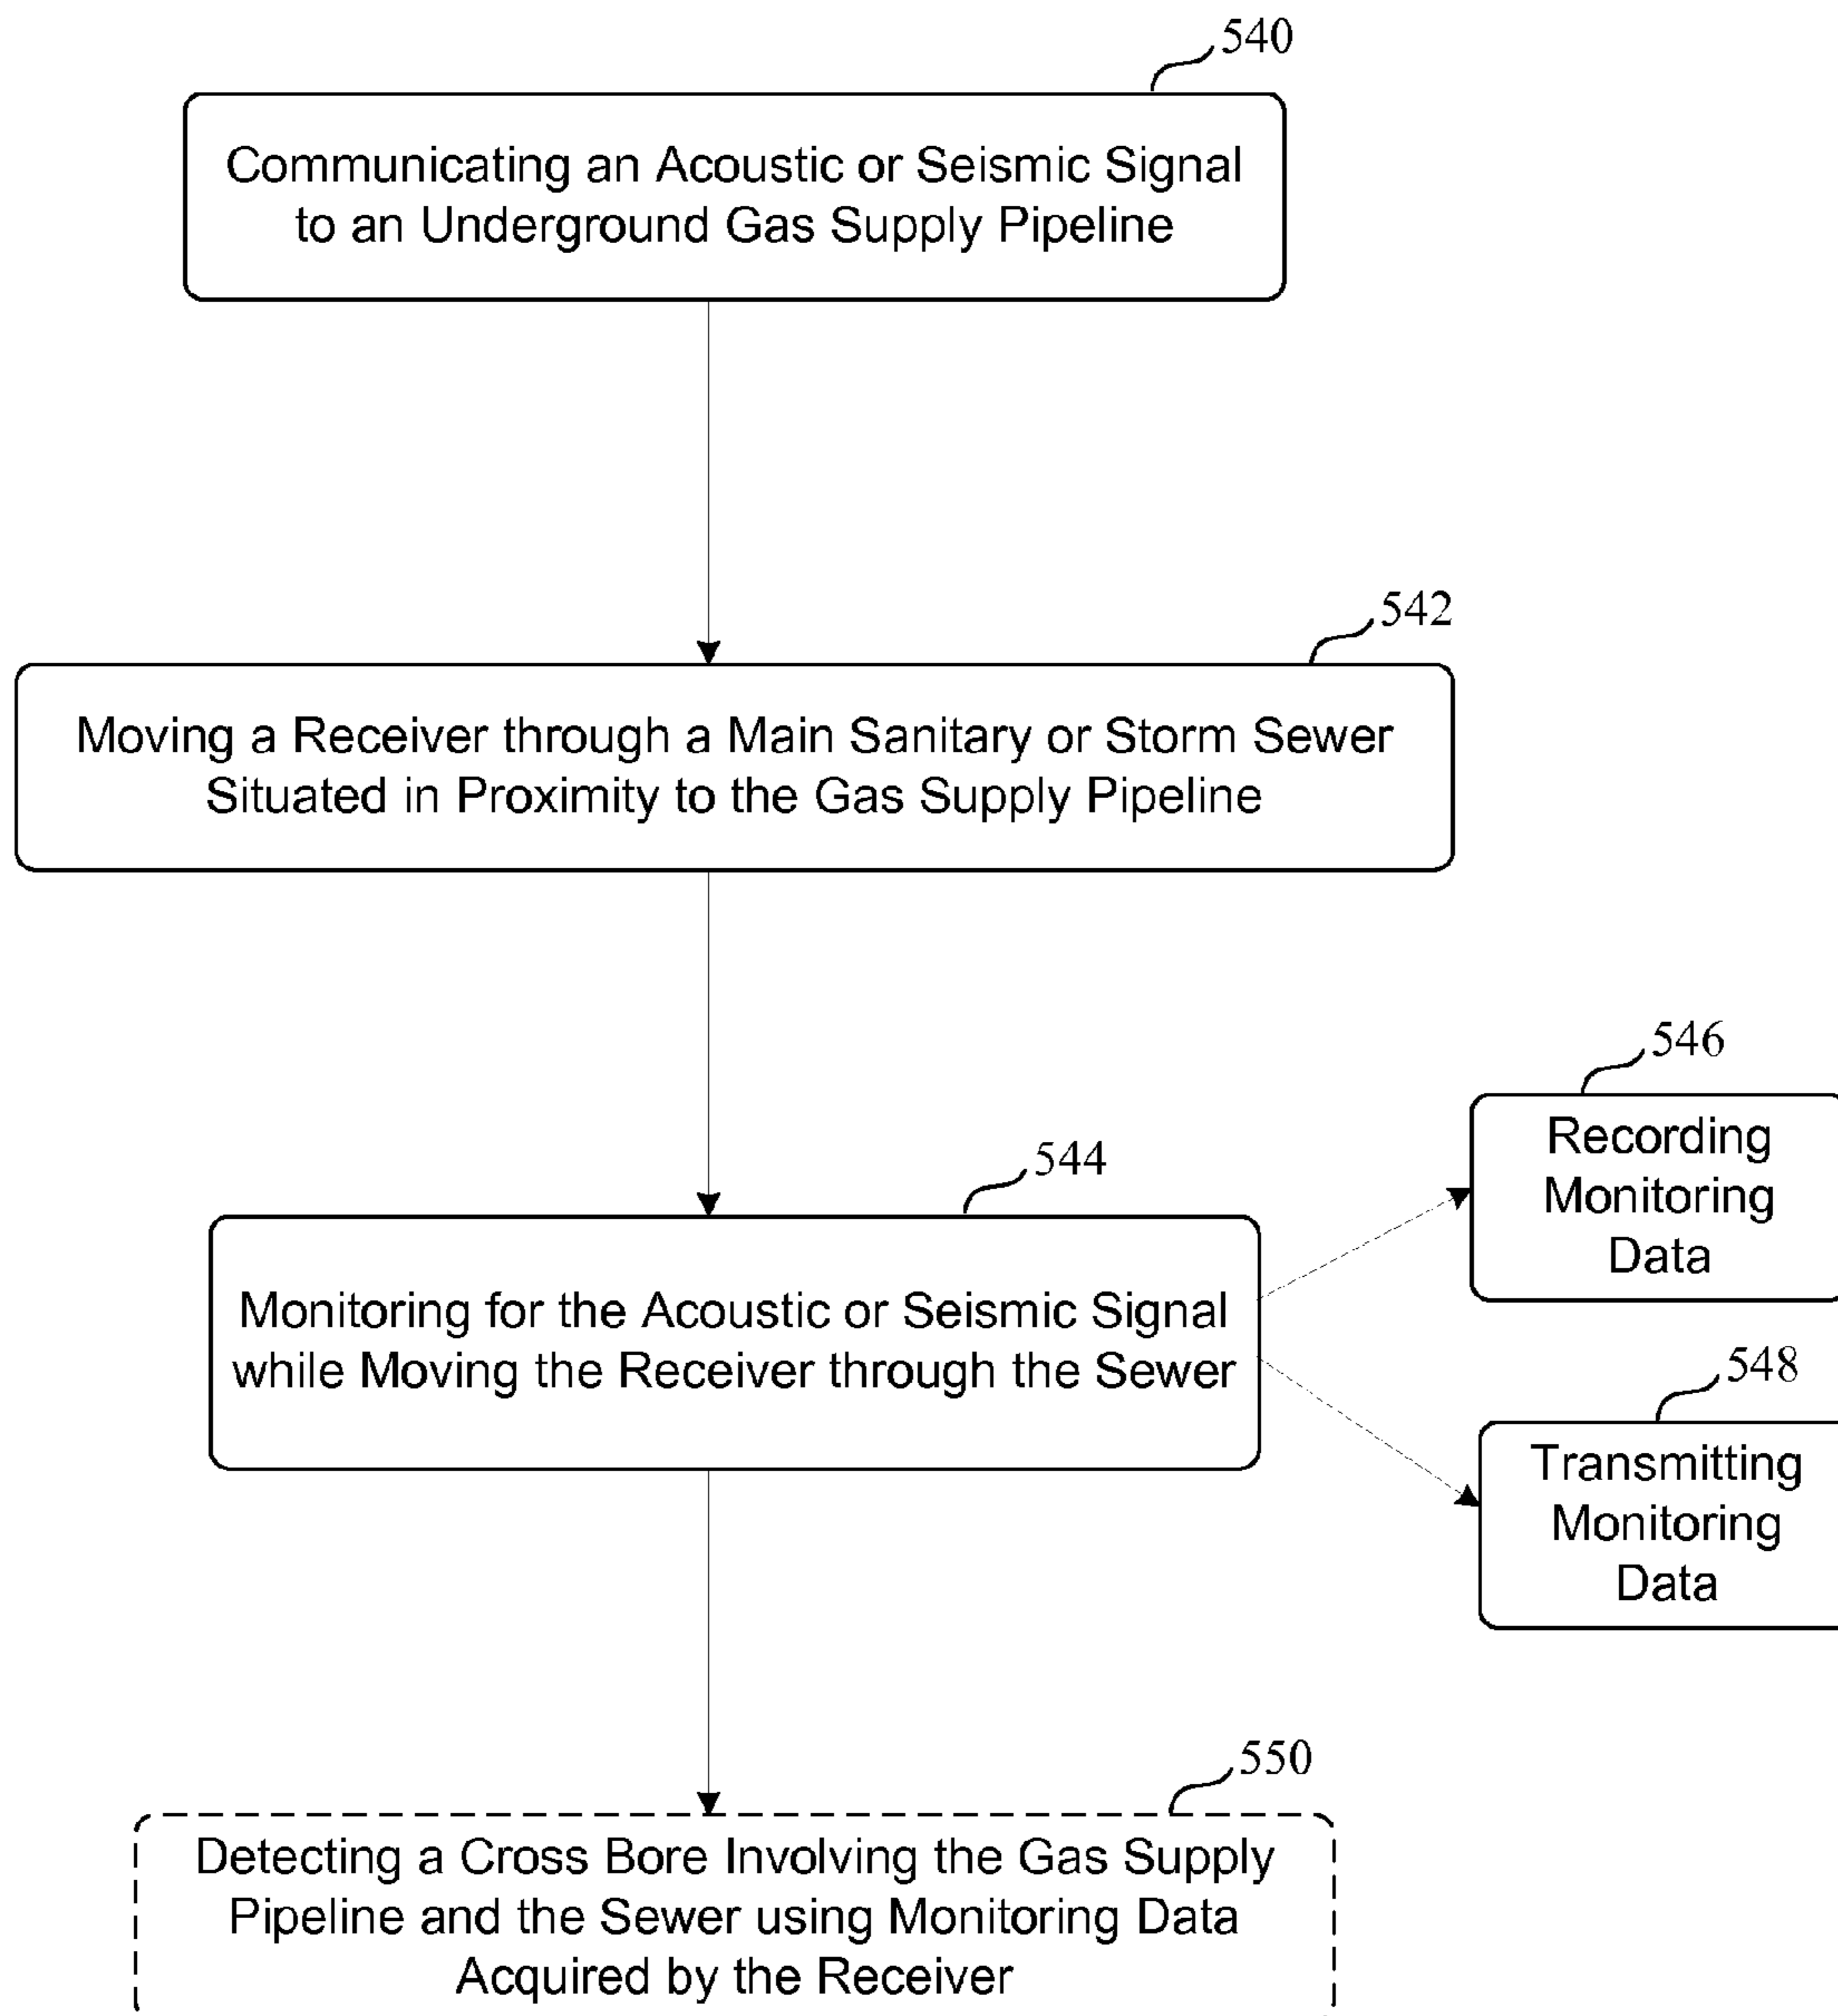 540
Communicating an Acoustic or Seismic Signal
to an Underground Gas Supply Pipeline
542
Moving a Receiver through a Main Sanitary or Storm Sewer
Situated in Proximity to the Gas Supply Pipeline
544
Monitoring for the Acoustic or Seismic Signal
while Moving the Receiver through the Sewer
546
Recording
Monitoring
Data
548
Transmitting
Monitoring
Data
550
Detecting a Cross Bore Involving the Gas Supply
Pipeline and the Sewer using Monitoring Data
Acquired by the Receiver